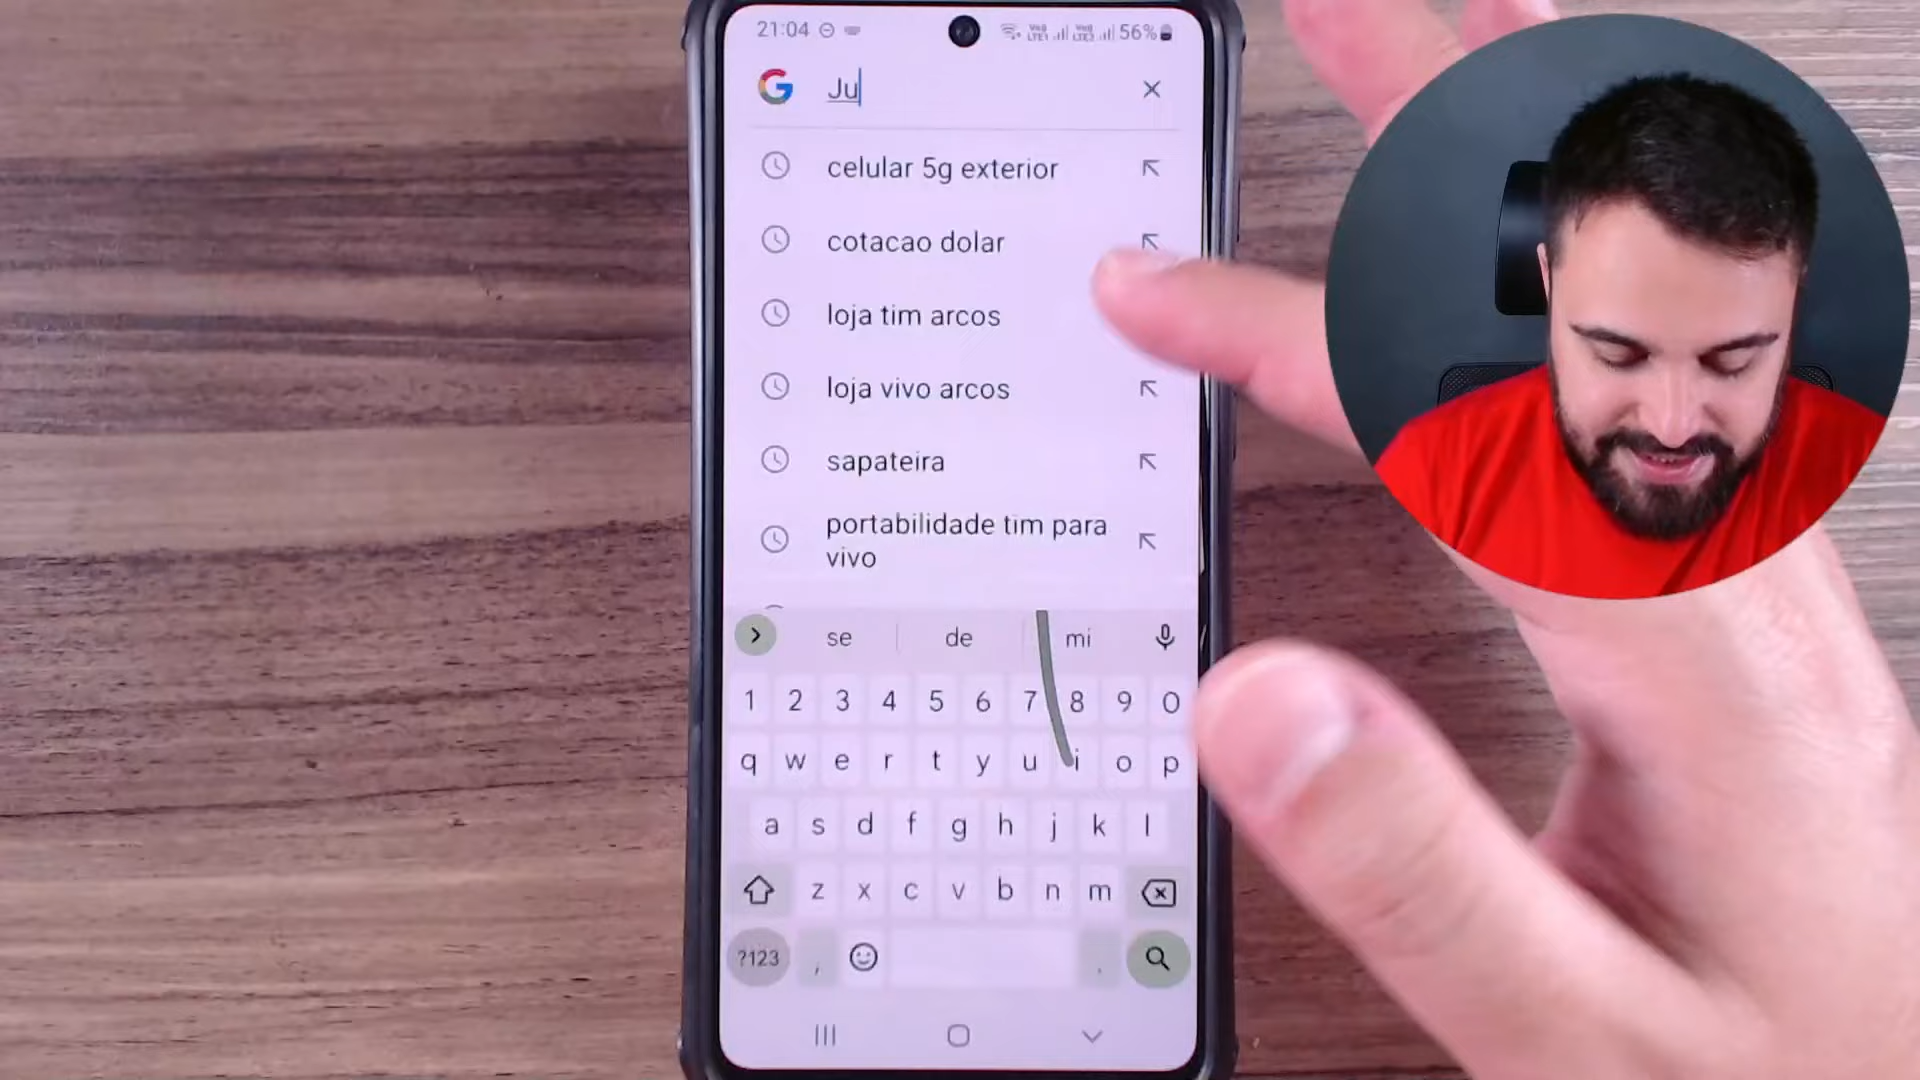 21:04 56%
G Ju
celular 5g exterior
cotacao dolar
loja tim arcos
loja vivo arcos
sapateira
portabilidade tim para
vivo
se de mi
1 2 3 4 5 6 7 8 9 0
q w e r t y u i o p
a s d f g h j k l
z x c v b n m
?123 , .